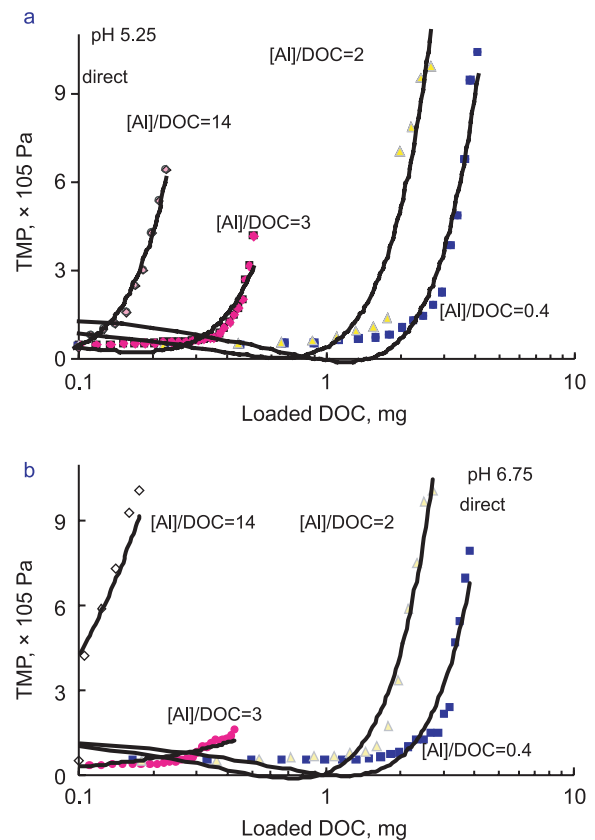 a
pH 5.25
direct
[Al]/DOC=2
[Al]/DOC=14
[Al]/DOC=3
[Al]/DOC=0.4
TMP, × 105 Pa
9
6
3
0
0.1
1
10
Loaded DOC, mg
b
pH 6.75
direct
[Al]/DOC=14
[Al]/DOC=2
[Al]/DOC=3
[Al]/DOC=0.4
TMP, × 105 Pa
9
6
3
0
0.1
1
10
Loaded DOC, mg